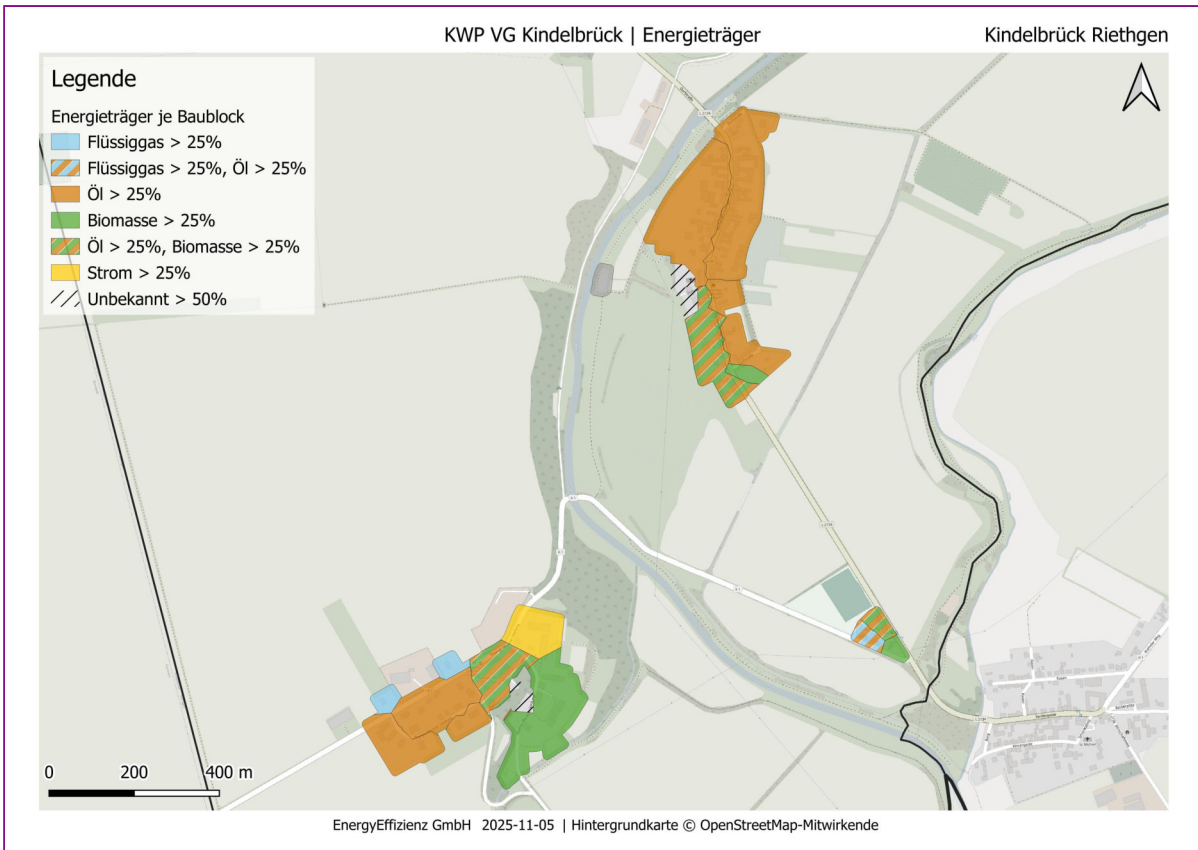 KWP VG Kindelbrück | Energieträger
Kindelbrück Riethgen
Legende
Energieträger je Baublock
Flüssiggas > 25%
Flüssiggas > 25%, Öl > 25%
Öl > 25%
Biomasse > 25%
Öl > 25%, Biomasse > 25%
Strom > 25%
Unbekannt > 50%
0 200 400 m
EnergyEffizienz GmbH 2025-11-05 | Hintergrundkarte © OpenStreetMap-Mitwirkende